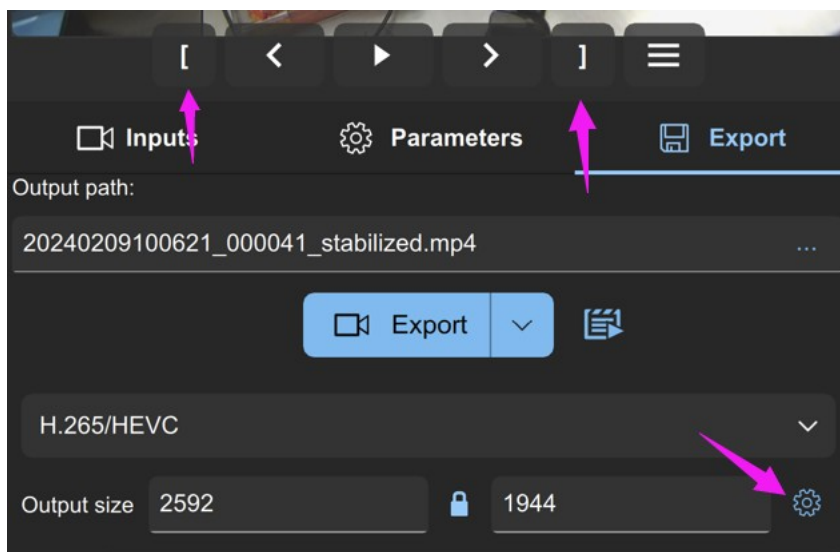 [ ]
Inputs Parameters Export
Output path:
20240209100621_000041_stabilized.mp4 ...
Export
H.265/HEVC
Output size 2592 1944